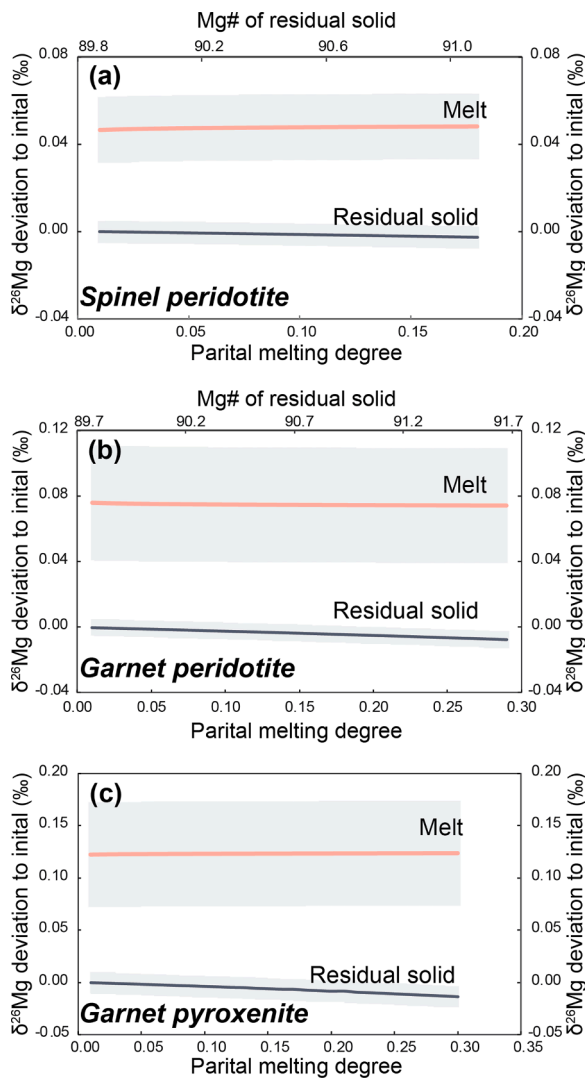 Mg# of residual solid
89.8 90.2 90.6 91.0
0.08 (a) 0.08
Melt
0.04 0.04
Residual solid
0.00 0.00
Spinel peridotite
-0.04 -0.04
0.00 0.05 0.10 0.15 0.20
Parital melting degree
δ²⁶Mg deviation to inital (‰)
δ²⁶Mg deviation to inital (‰)
Mg# of residual solid
89.7 90.2 90.7 91.2 91.7
0.12 (b) 0.12
Melt
0.08 0.08
0.04 0.04
Residual solid
0.00 0.00
Garnet peridotite
-0.04 -0.04
0.00 0.05 0.10 0.15 0.20 0.25 0.30
Parital melting degree
δ²⁶Mg deviation to inital (‰)
δ²⁶Mg deviation to inital (‰)
0.20 (c) 0.20
Melt
0.15 0.15
0.10 0.10
0.05 0.05
Residual solid
0.00 0.00
Garnet pyroxenite
-0.05 -0.05
0.00 0.05 0.10 0.15 0.20 0.25 0.30 0.35
Parital melting degree
δ²⁶Mg deviation to inital (‰)
δ²⁶Mg deviation to inital (‰)